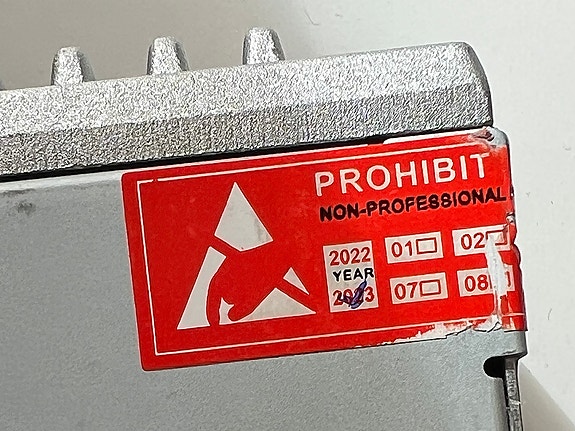 PROHIBIT
NON-PROFESSIONAL
2022
YEAR
2023
01 02
07 08